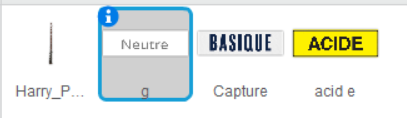 i
Neutre
BASIQUE
ACIDE
Harry_P...
g
Capture
acid e